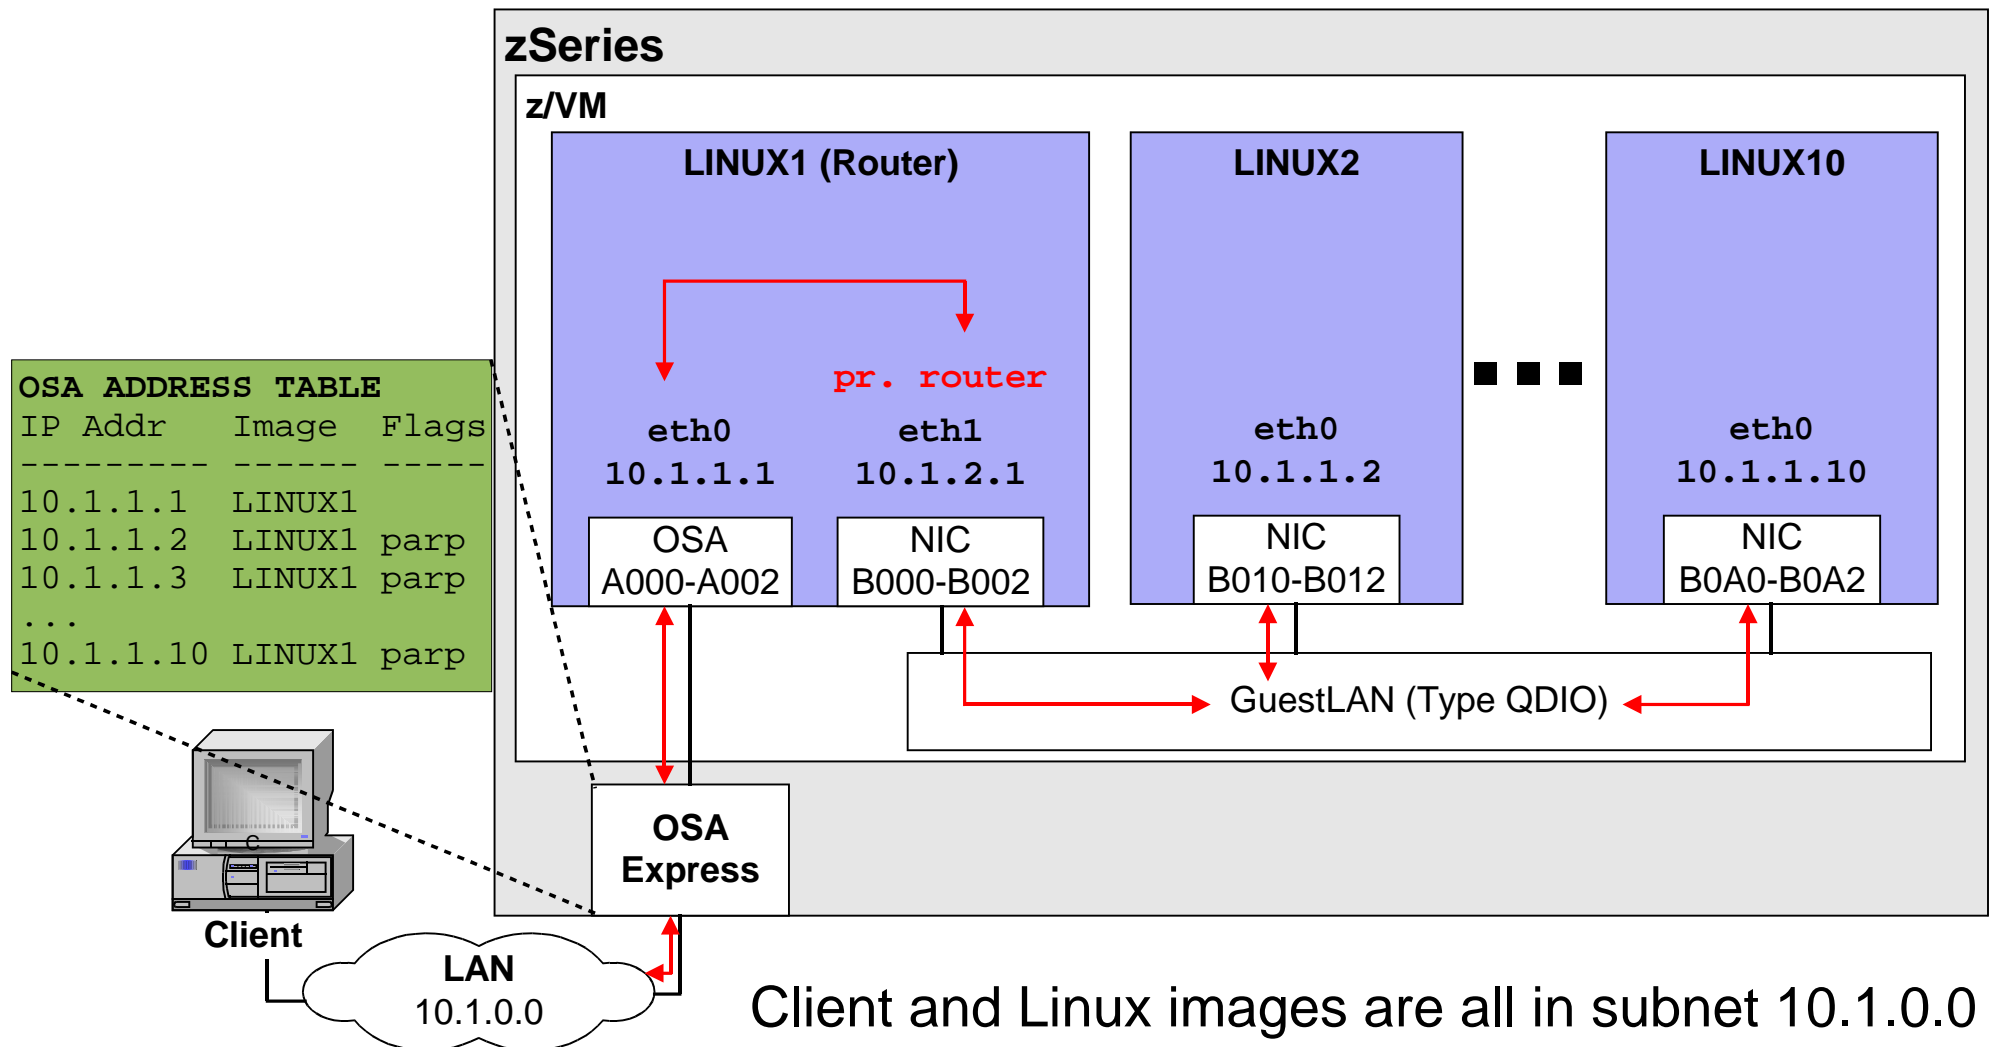 zSeries
z/VM
LINUX1 (Router)
LINUX2
LINUX10
pr. router
eth0
10.1.1.1
eth1
10.1.2.1
eth0
10.1.1.2
eth0
10.1.1.10
OSA
A000-A002
NIC
B000-B002
NIC
B010-B012
NIC
B0A0-B0A2
GuestLAN (Type QDIO)
OSA ADDRESS TABLE
IP Addr Image Flags
--------- ------ -----
10.1.1.1 LINUX1
10.1.1.2 LINUX1 parp
10.1.1.3 LINUX1 parp
...
10.1.1.10 LINUX1 parp
OSA
Express
C
Client
LAN
10.1.0.0
Client and Linux images are all in subnet 10.1.0.0